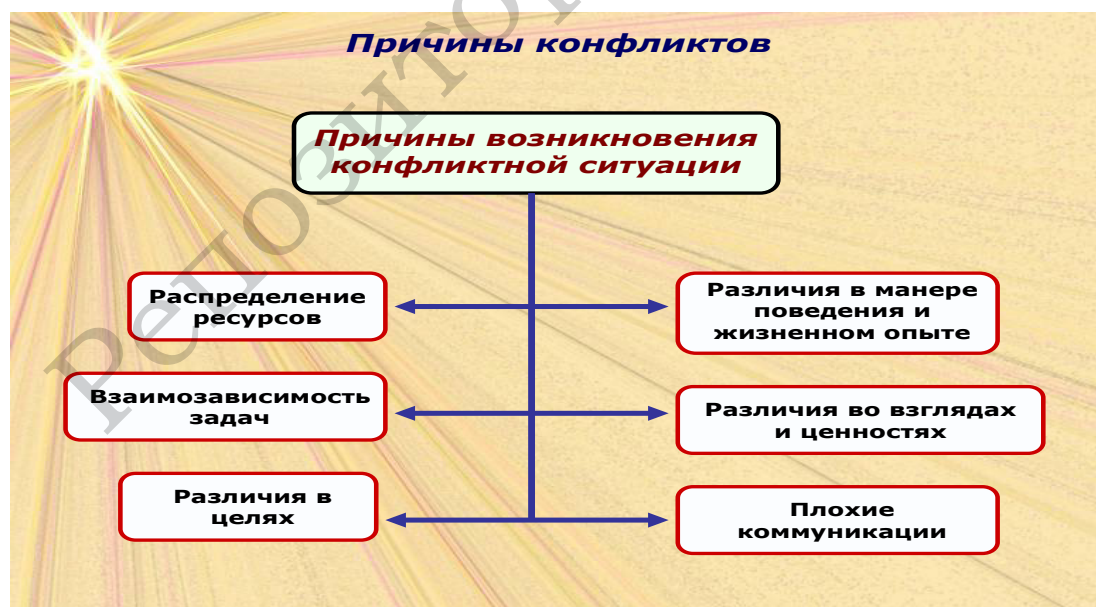 Причины конфликтов
Причины возникновения
конфликтной ситуации
Распределение
ресурсов
Различия в манере
поведения и
жизненном опыте
Взаимозависимость
задач
Различия во взглядах
и ценностях
Различия в
целях
Плохие
коммуникации